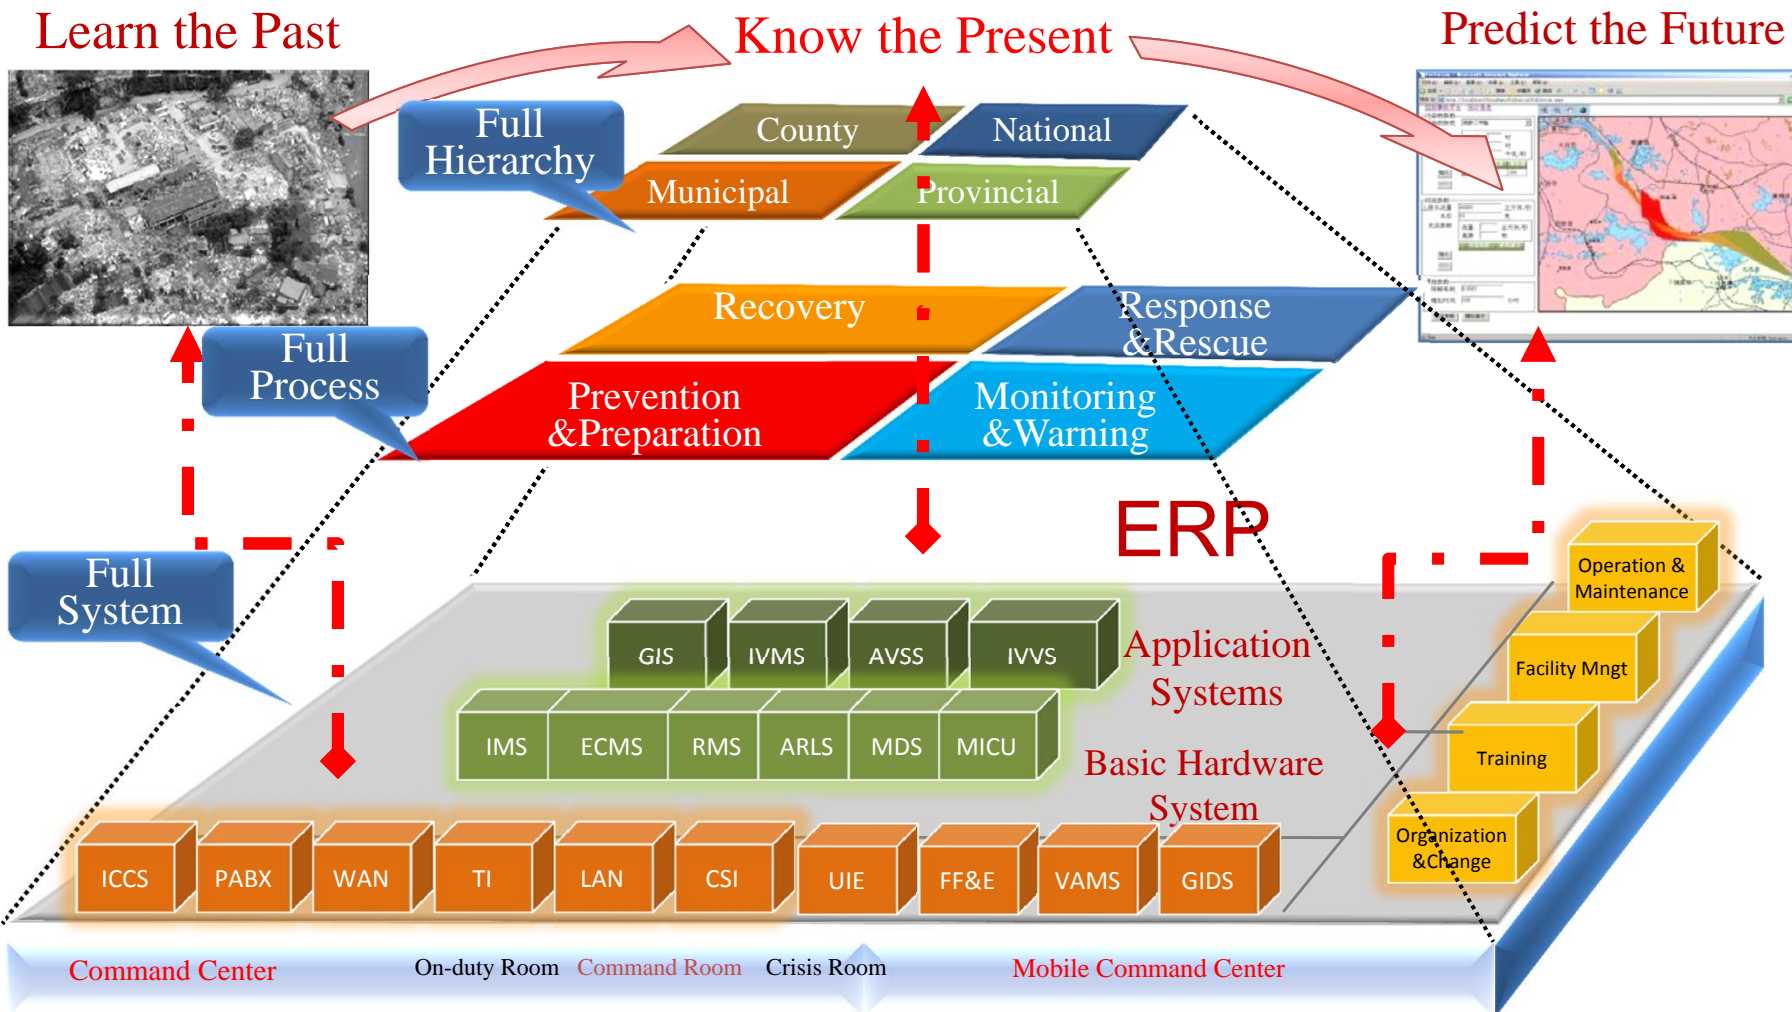 Learn the Past
Know the Present
Predict the Future
Full
Hierarchy
County
National
Municipal
Provincial
Full
Process
Recovery
Response
&Rescue
Prevention
&Preparation
Monitoring
&Warning
ERP
Full
System
GIS
IVMS
AVSS
IVVS
Application
Systems
IMS
ECMS
RMS
ARLS
MDS
MICU
Basic Hardware
System
ICCS
PABX
WAN
TI
LAN
CSI
UIE
FF&E
VAMS
GIDS
Operation &
Maintenance
Facility Mngt
Training
Organization
&Change
Command Center
On-duty Room
Command Room
Crisis Room
Mobile Command Center